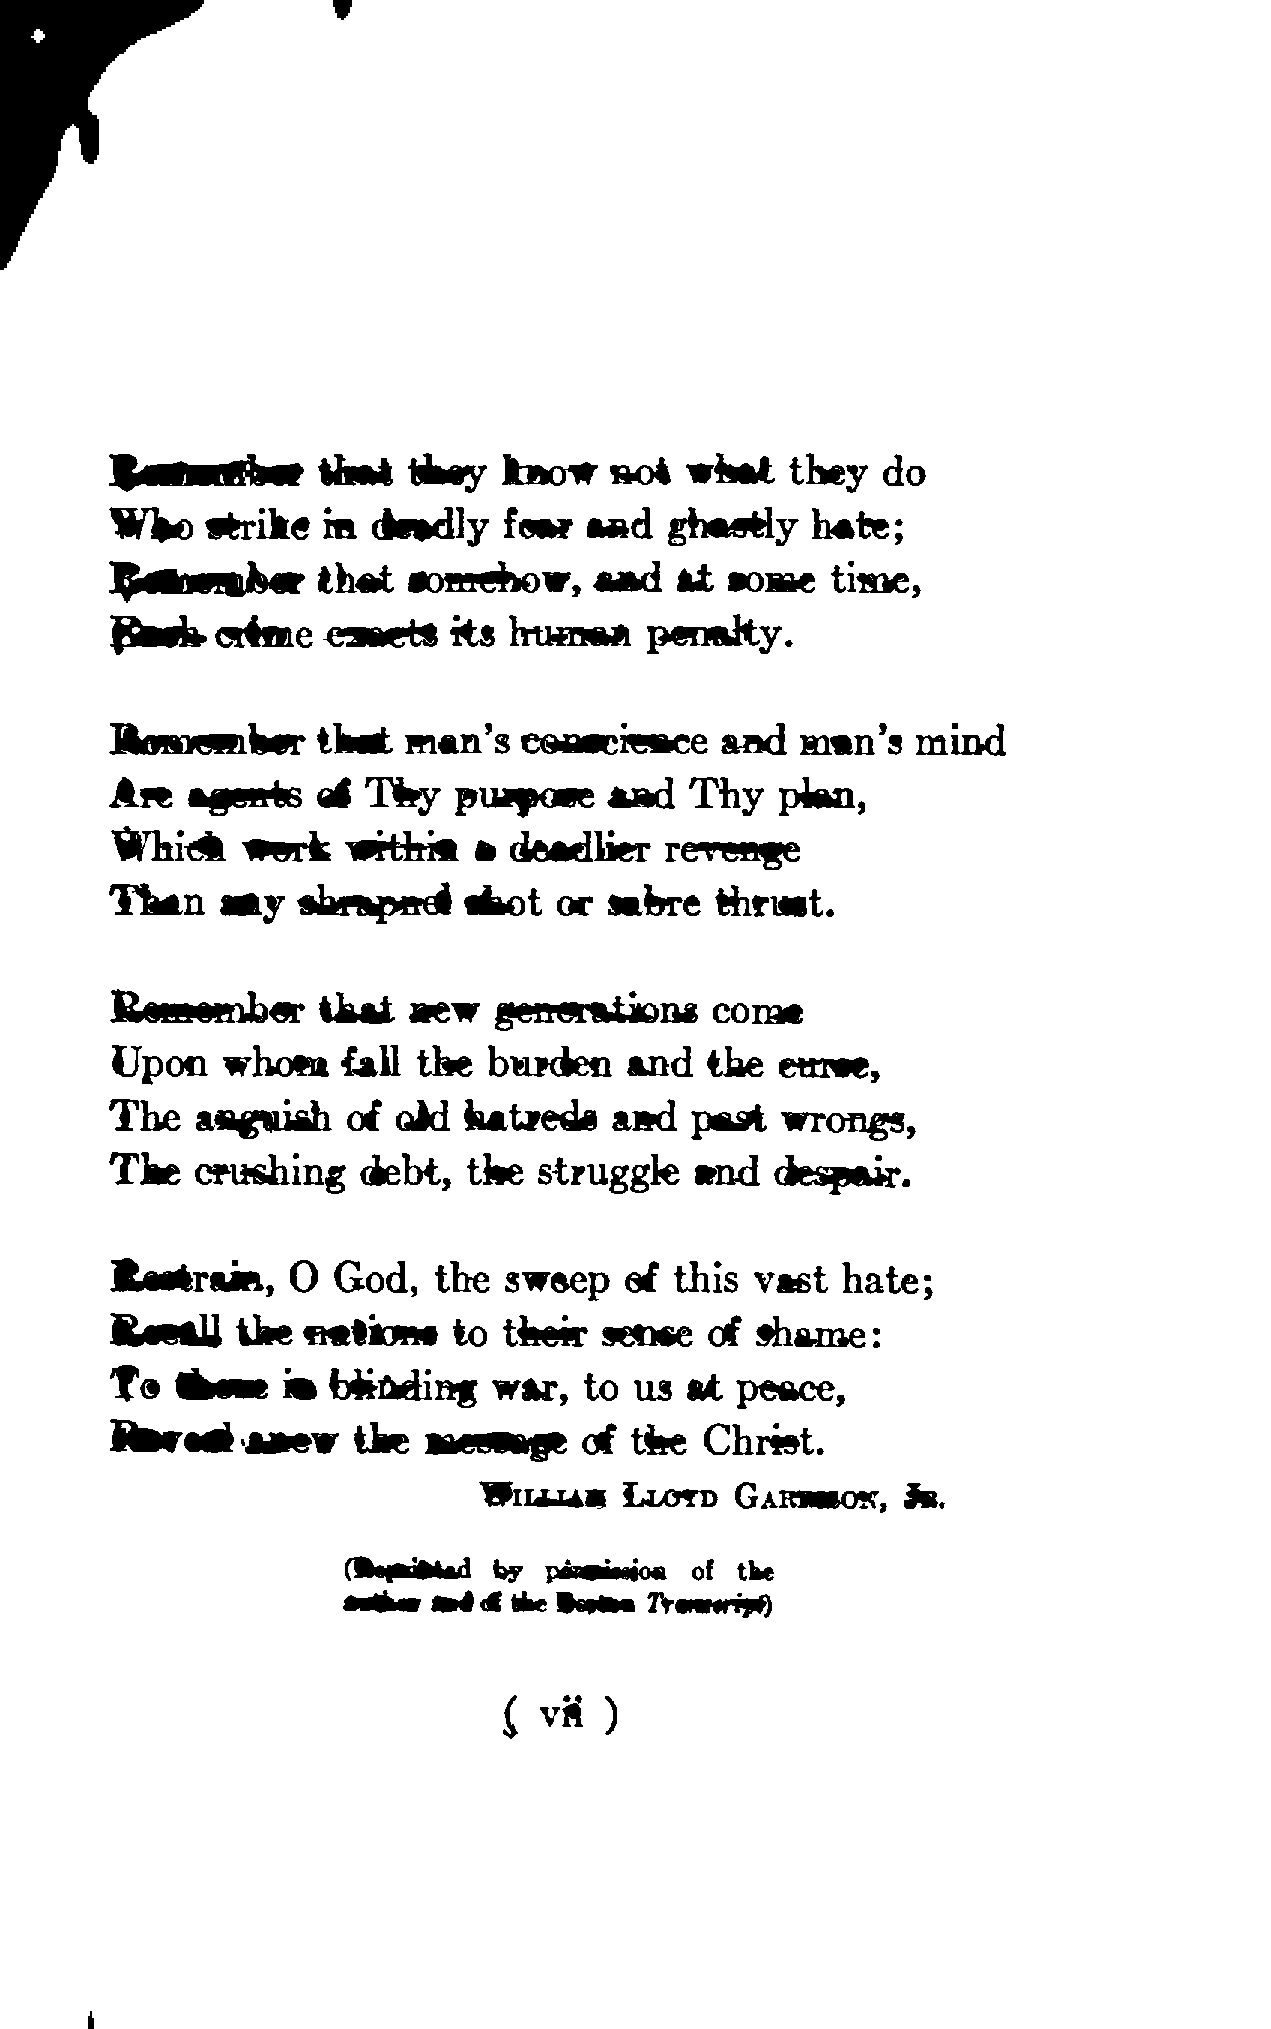 Remember that they know not what they do
Who strike in deadly fear and ghastly hate;
Remember that somehow, and at some time,
Each crime exacts its human penalty.
Remember that man's conscience and man's mind
Are agents of Thy purpose and Thy plan,
Which work within a deadlier revenge
Than any shrapnel shot or sabre thrust.
Remember that new generations come
Upon whom fall the burden and the curse,
The anguish of old hatreds and past wrongs,
The crushing debt, the struggle and despair.
Restrain, O God, the sweep of this vast hate;
Recall the nations to their sense of shame:
To those in blinding war, to us at peace,
Reveal anew the message of the Christ.
WILLIAM LLOYD GARRISON, JR.
(Reprinted by permission of the
author and of the Boston Transcript)
( vii )